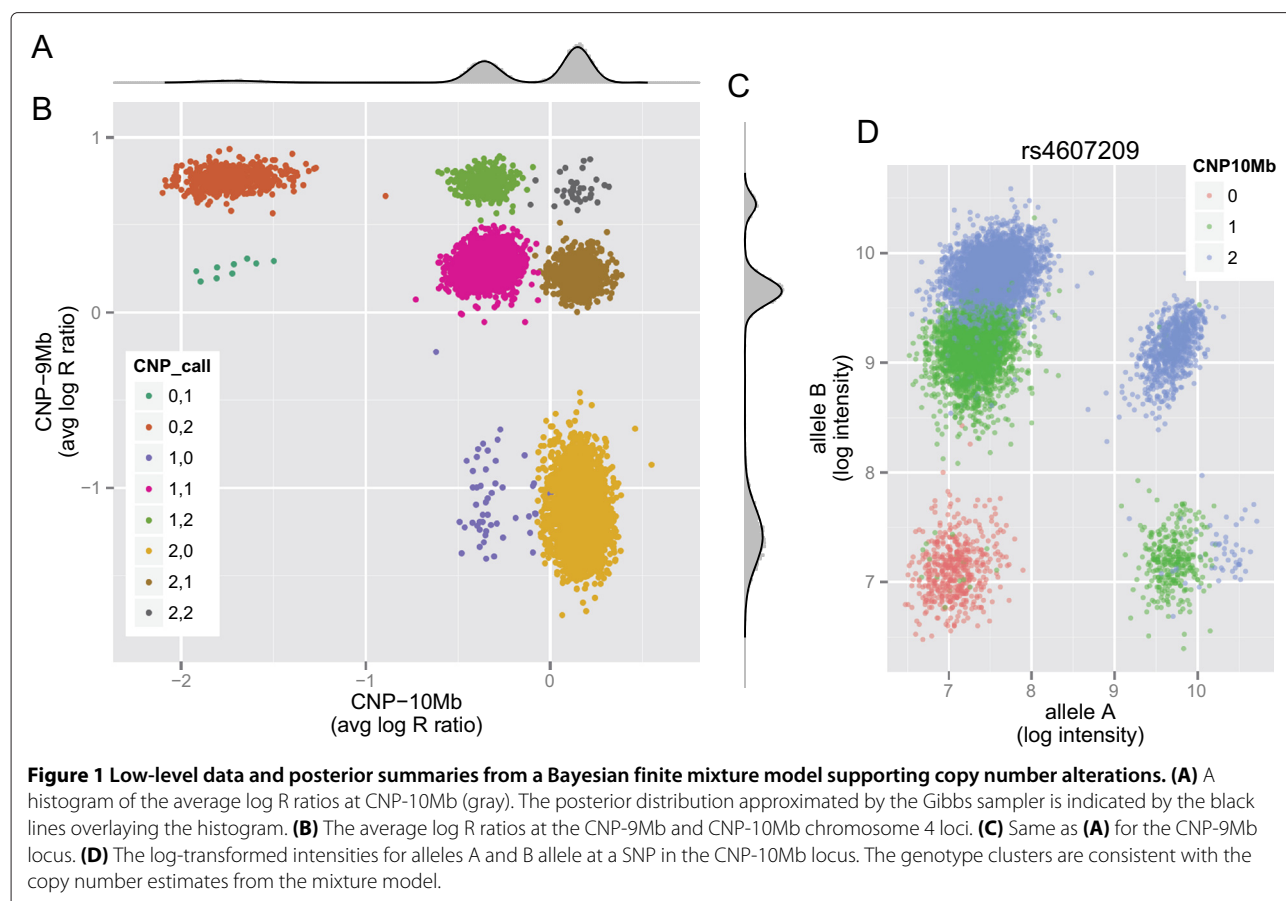 A
B
C
D
1
0
−1
CNP−9Mb
(avg log R ratio)
−2
−1
0
CNP−10Mb
(avg log R ratio)
CNP_call
0,1
0,2
1,0
1,1
1,2
2,0
2,1
2,2
rs4607209
CNP10Mb
0
1
2
10
9
8
7
allele B
(log intensity)
7
8
9
10
allele A
(log intensity)
Figure 1 Low-level data and posterior summaries from a Bayesian finite mixture model supporting copy number alterations. (A) A
histogram of the average log R ratios at CNP-10Mb (gray). The posterior distribution approximated by the Gibbs sampler is indicated by the black
lines overlaying the histogram. (B) The average log R ratios at the CNP-9Mb and CNP-10Mb chromosome 4 loci. (C) Same as (A) for the CNP-9Mb
locus. (D) The log-transformed intensities for alleles A and B allele at a SNP in the CNP-10Mb locus. The genotype clusters are consistent with the
copy number estimates from the mixture model.